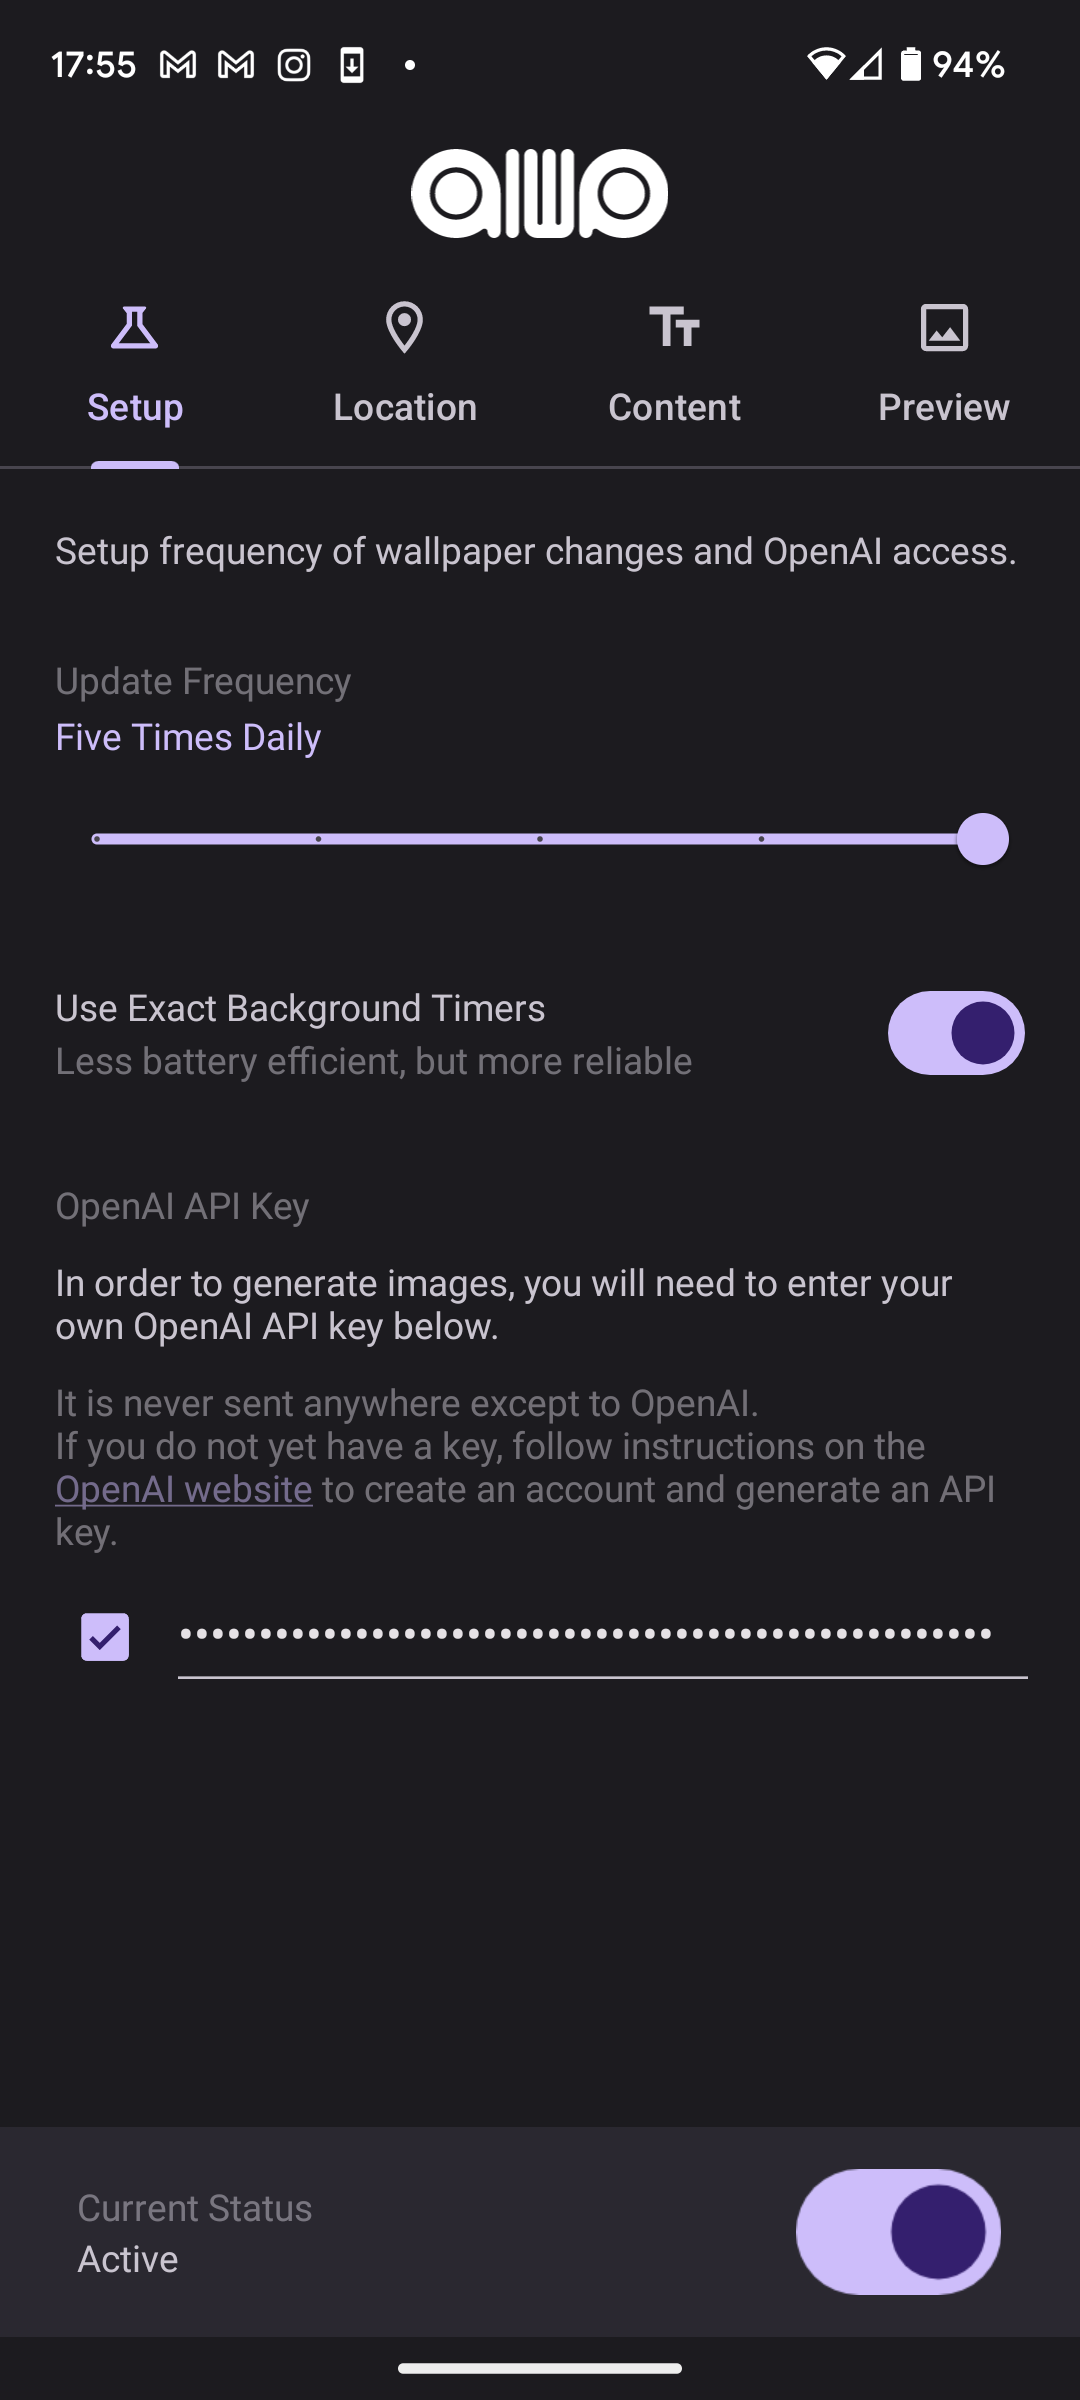 17:55
94%
Setup
Location
Content
Preview
Setup frequency of wallpaper changes and OpenAI access.
Update Frequency
Five Times Daily
Use Exact Background Timers
Less battery efficient, but more reliable
OpenAI API Key
In order to generate images, you will need to enter your
own OpenAI API key below.
It is never sent anywhere except to OpenAI.
If you do not yet have a key, follow instructions on the
OpenAI website to create an account and generate an API
key.
Current Status
Active